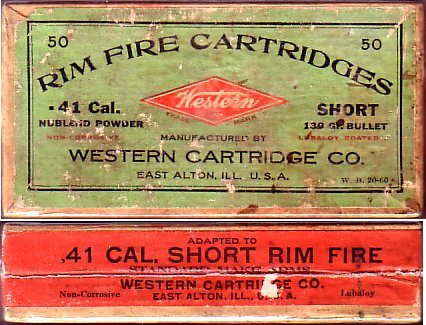 50 50
RIM FIRE CARTRIDGES
.41 Cal. Western SHORT
TRADE MARK
NUBLEND POWDER 130 GR. BULLET
NON-CORROSIVE LUBALOY COATED
MANUFACTURED BY
WESTERN CARTRIDGE CO.
EAST ALTON, ILL., U.S.A.
W. B. 20-60
ADAPTED TO
.41 CAL. SHORT RIM FIRE
STANDARD MAKE ARMS.
WESTERN CARTRIDGE CO.
Non-Corrosive EAST ALTON, ILL., U.S.A. Lubaloy